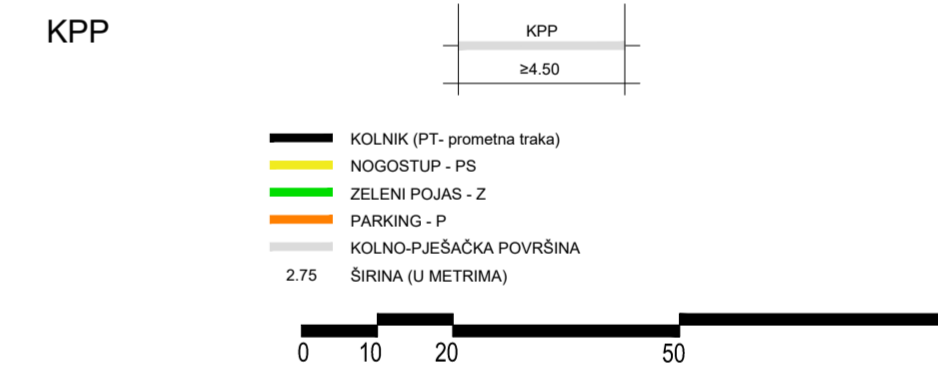 KPP
KPP
≥4.50
KOLNIK (PT- prometna traka)
NOGOSTUP - PS
ZELENI POJAS - Z
PARKING - P
KOLNO-PJEŠAČKA POVRŠINA
2.75 ŠIRINA (U METRIMA)
0 10 20 50